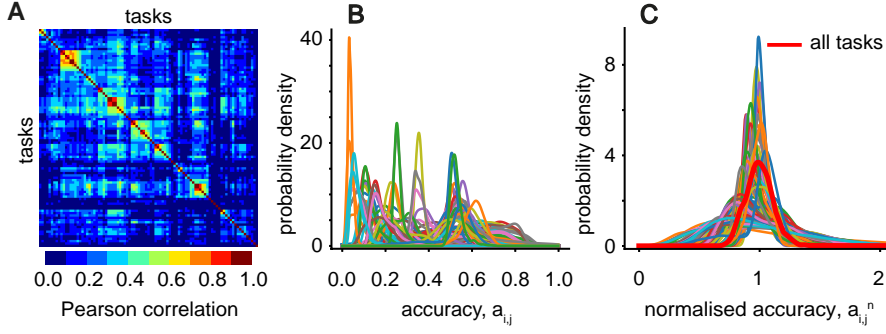 A
tasks
tasks
0.0 0.2 0.4 0.6 0.8 1.0
Pearson correlation
B
probability density
40
20
0
0.0 0.2 0.4 0.6 0.8 1.0
accuracy, a i,j
C
all tasks
probability density
8
4
0
0 1 2
normalised accuracy, a i,j n